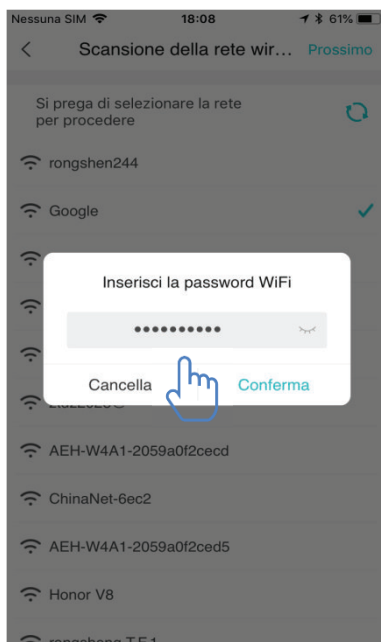 Nessuna SIM 18:08 61%
Scansione della rete wir... Prossimo
Si prega di selezionare la rete
per procedere
rongshen244
Google
Inserisci la password WiFi
••••••••••
Cancella Conferma
AEH-W4A1-2059a0f2cecd
ChinaNet-6ec2
AEH-W4A1-2059a0f2ced5
Honor V8